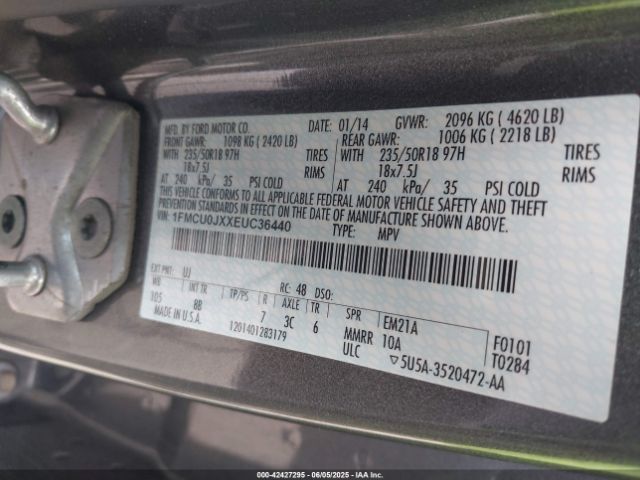 MFD. BY FORD MOTOR CO. DATE: 01/14 GVWR: 2096 KG ( 4620 LB)
FRONT GAWR: 1098 KG ( 2420 LB) REAR GAWR: 1006 KG ( 2218 LB)
WITH 235/50R18 97H TIRES WITH 235/50R18 97H TIRES
18x7.5J RIMS 18x7.5J RIMS
AT 240 kPa/ 35 PSI COLD AT 240 kPa/ 35 PSI COLD
THIS VEHICLE CONFORMS TO ALL APPLICABLE FEDERAL MOTOR VEHICLE SAFETY AND THEFT
PREVENTION STANDARDS IN EFFECT ON THE DATE OF MANUFACTURE SHOWN ABOVE.
VIN: 1FMCU0JXXEUC36440 TYPE: MPV
EXT PNT: UJ RC: 48 DSO:
WB INT TR TP/PS R AXLE TR SPR EM21A F0101
105 8B 7 3C 6 MMRR 10A T0284
MADE IN U.S.A. 1201401283179 ULC ▽5U5A-3520472-AA
000-42427295 - 06/05/2025 - IAA, Inc.